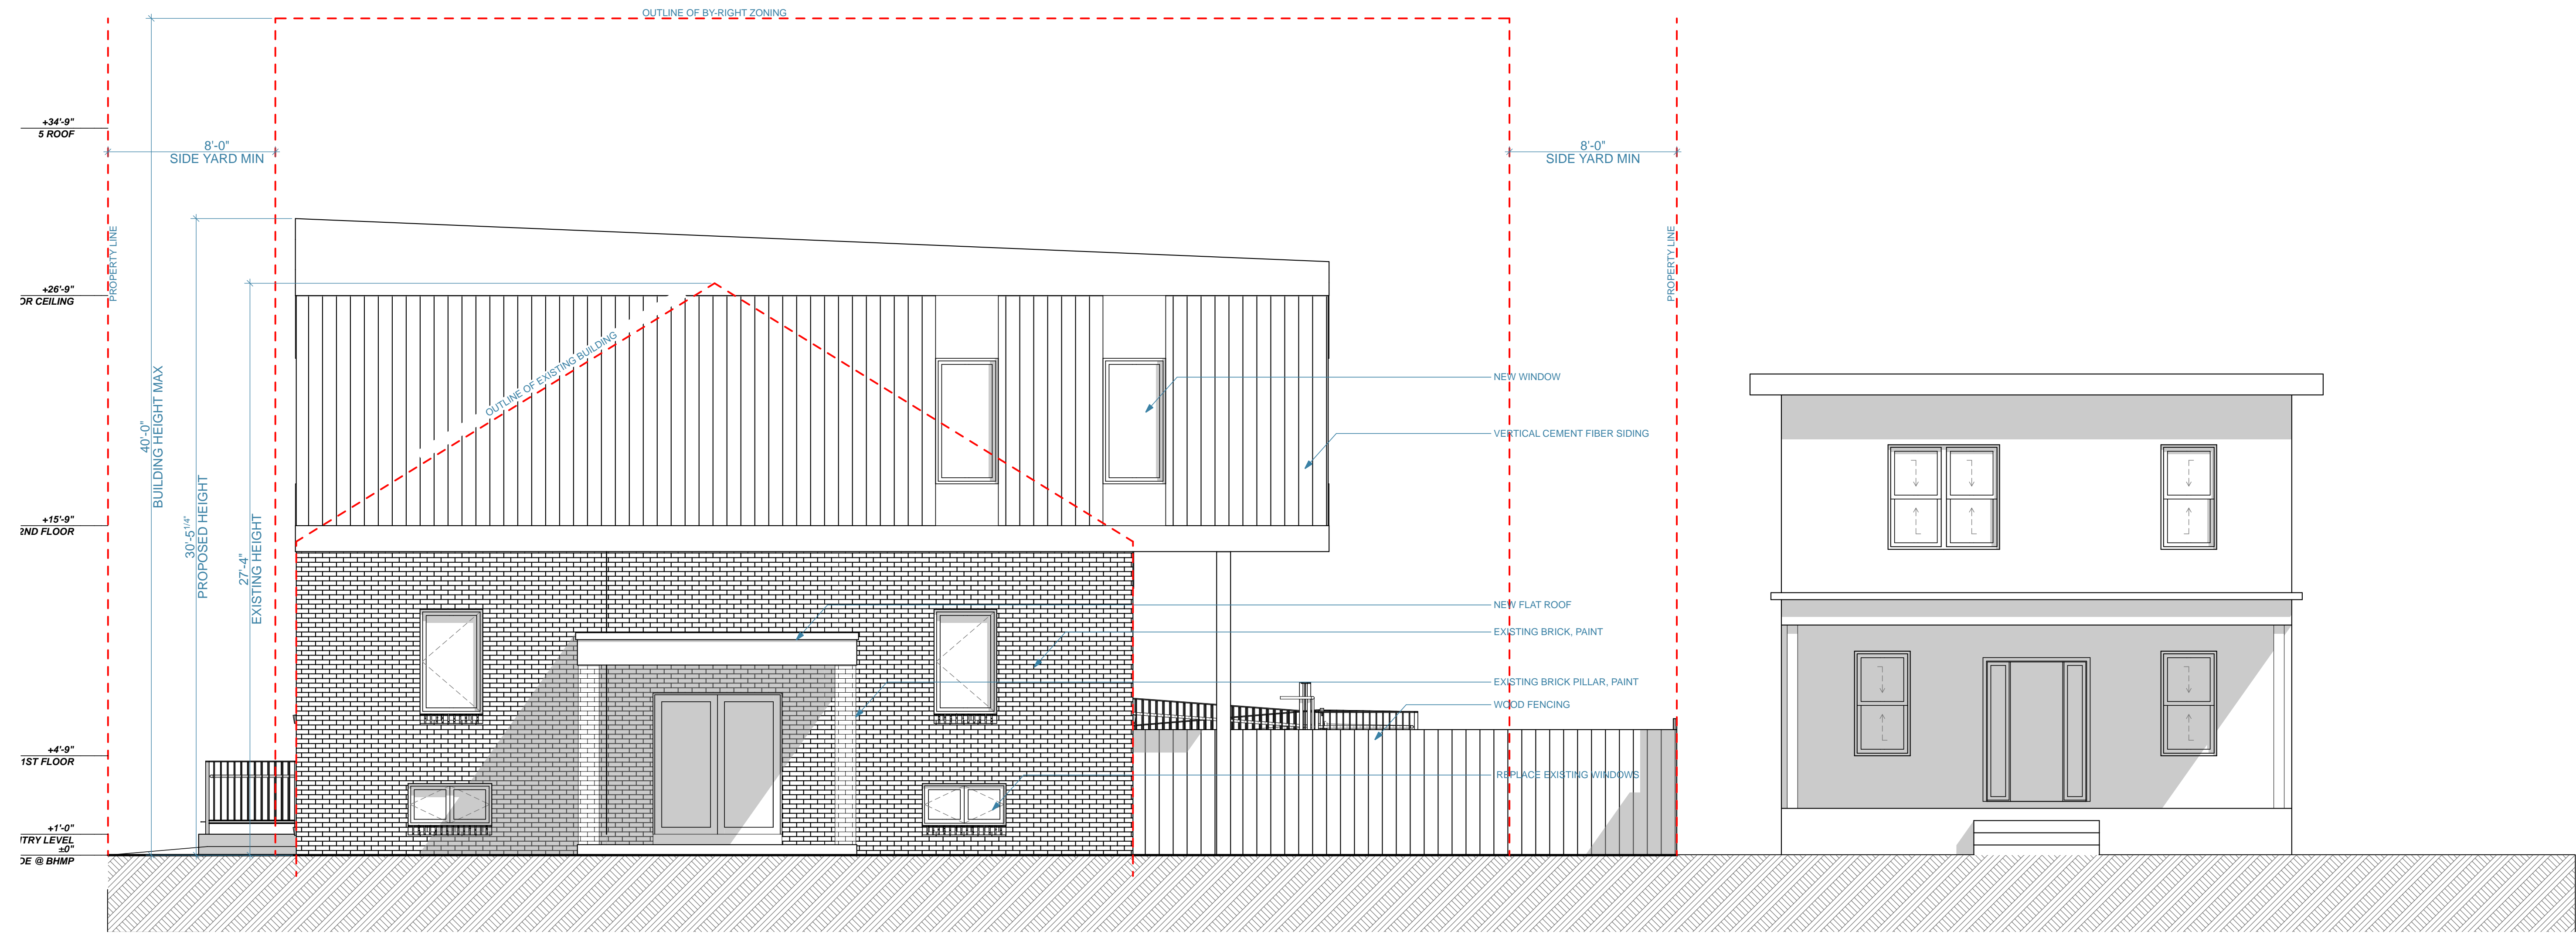 OUTLINE OF BY-RIGHT ZONING
+34'-9"
5 ROOF
8'-0"
SIDE YARD MIN
8'-0"
SIDE YARD MIN
PROPERTY LINE
PROPERTY LINE
+26'-9"
OR CEILING
40'-0"
BUILDING HEIGHT MAX
30'-5 1/4"
PROPOSED HEIGHT
27'-4"
EXISTING HEIGHT
OUTLINE OF EXISTING BUILDING
NEW WINDOW
VERTICAL CEMENT FIBER SIDING
+15'-9"
2ND FLOOR
NEW FLAT ROOF
EXISTING BRICK, PAINT
EXISTING BRICK PILLAR, PAINT
WOOD FENCING
+4'-9"
1ST FLOOR
REPLACE EXISTING WINDOWS
+1'-0"
TRY LEVEL
±0"
DE @ BHMP